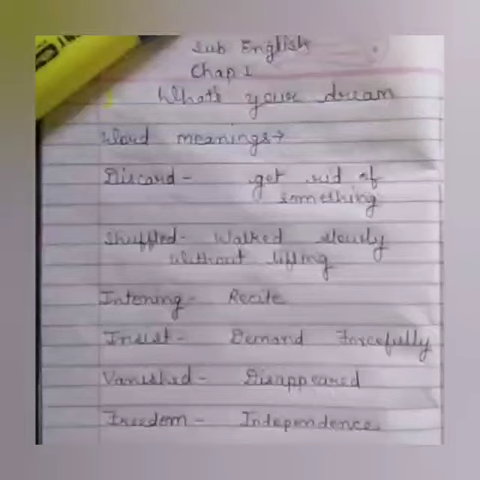 Sub English
Chap 1
What's your dream
Word meanings →
Discard - get rid of
something
Shuffled - Walked slowly
without lifting
Intening - Recite
Insist - Demand Forcefully
Vanished - Disappeared
Freedom - Independence